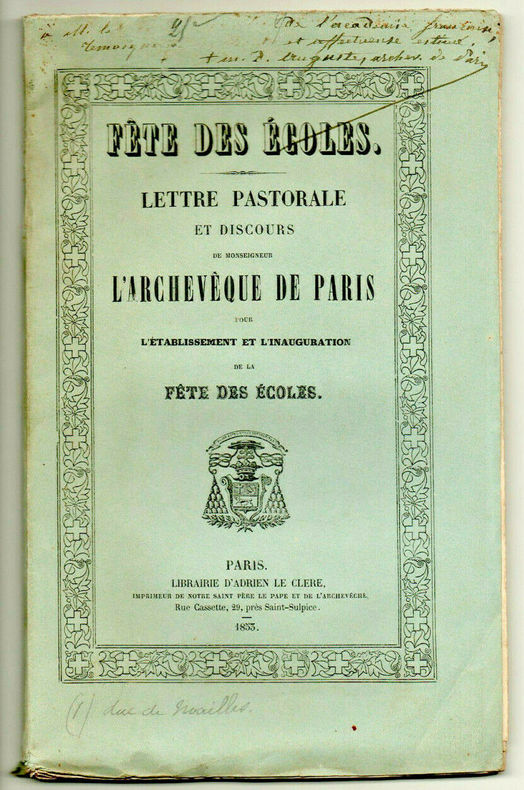 à M. le 2f de l'académie française,
témoignage et affectueuse estime
+ m. D. Auguste, archev. de Paris
FÊTE DES ÉCOLES.
LETTRE PASTORALE
ET DISCOURS
DE MONSEIGNEUR
L'ARCHEVÊQUE DE PARIS
POUR
L'ÉTABLISSEMENT ET L'INAUGURATION
DE LA
FÊTE DES ÉCOLES.
PARIS.
LIBRAIRIE D'ADRIEN LE CLERE,
IMPRIMEUR DE NOTRE SAINT PÈRE LE PAPE ET DE L'ARCHEVÊCHÉ,
Rue Cassette, 29, près Saint-Sulpice.
1853.
(1) duc de Noailles.